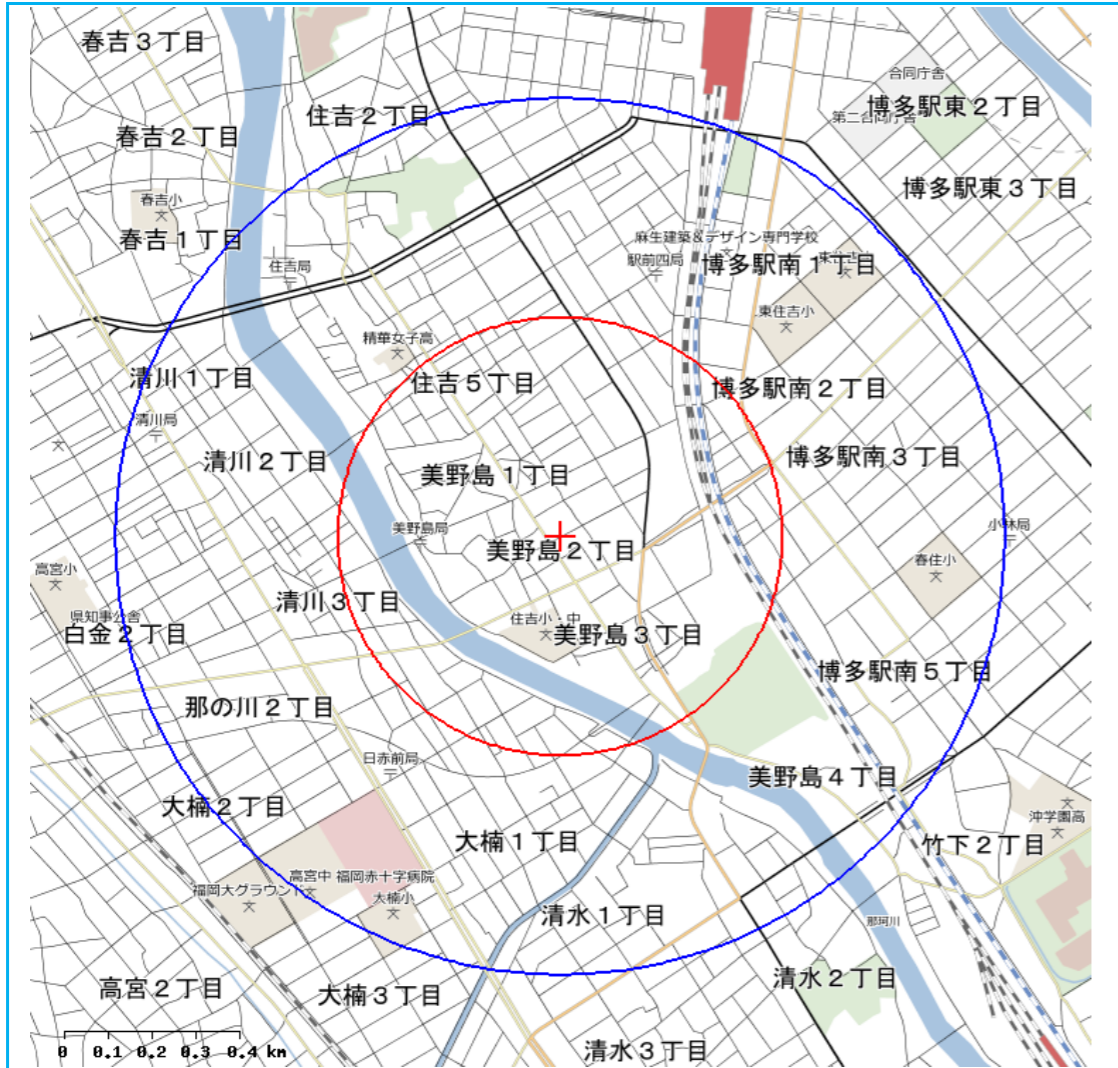 春吉３丁目
合同庁舎
博多駅東２丁目
第二合同庁舎
住吉２丁目
春吉２丁目
博多駅東３丁目
春吉小
春吉１丁目
麻生建築＆デザイン専門学校
駅前四局
住吉局
博多駅南１丁目
東住吉小
精華女子高
清川１丁目
住吉５丁目
博多駅南２丁目
清川局
清川２丁目
美野島１丁目
博多駅南３丁目
美野島局
小林局
美野島２丁目
春住小
高宮小
清川３丁目
県知事公舎
住吉小・中
白金２丁目
美野島３丁目
博多駅南５丁目
那の川２丁目
日赤前局
美野島４丁目
大楠２丁目
沖学園高
大楠１丁目
竹下２丁目
高宮中
福岡赤十字病院
福岡大グラウンド
大楠小
清水１丁目
那珂川
清水２丁目
高宮２丁目
大楠３丁目
清水３丁目
0 0.1 0.2 0.3 0.4 km